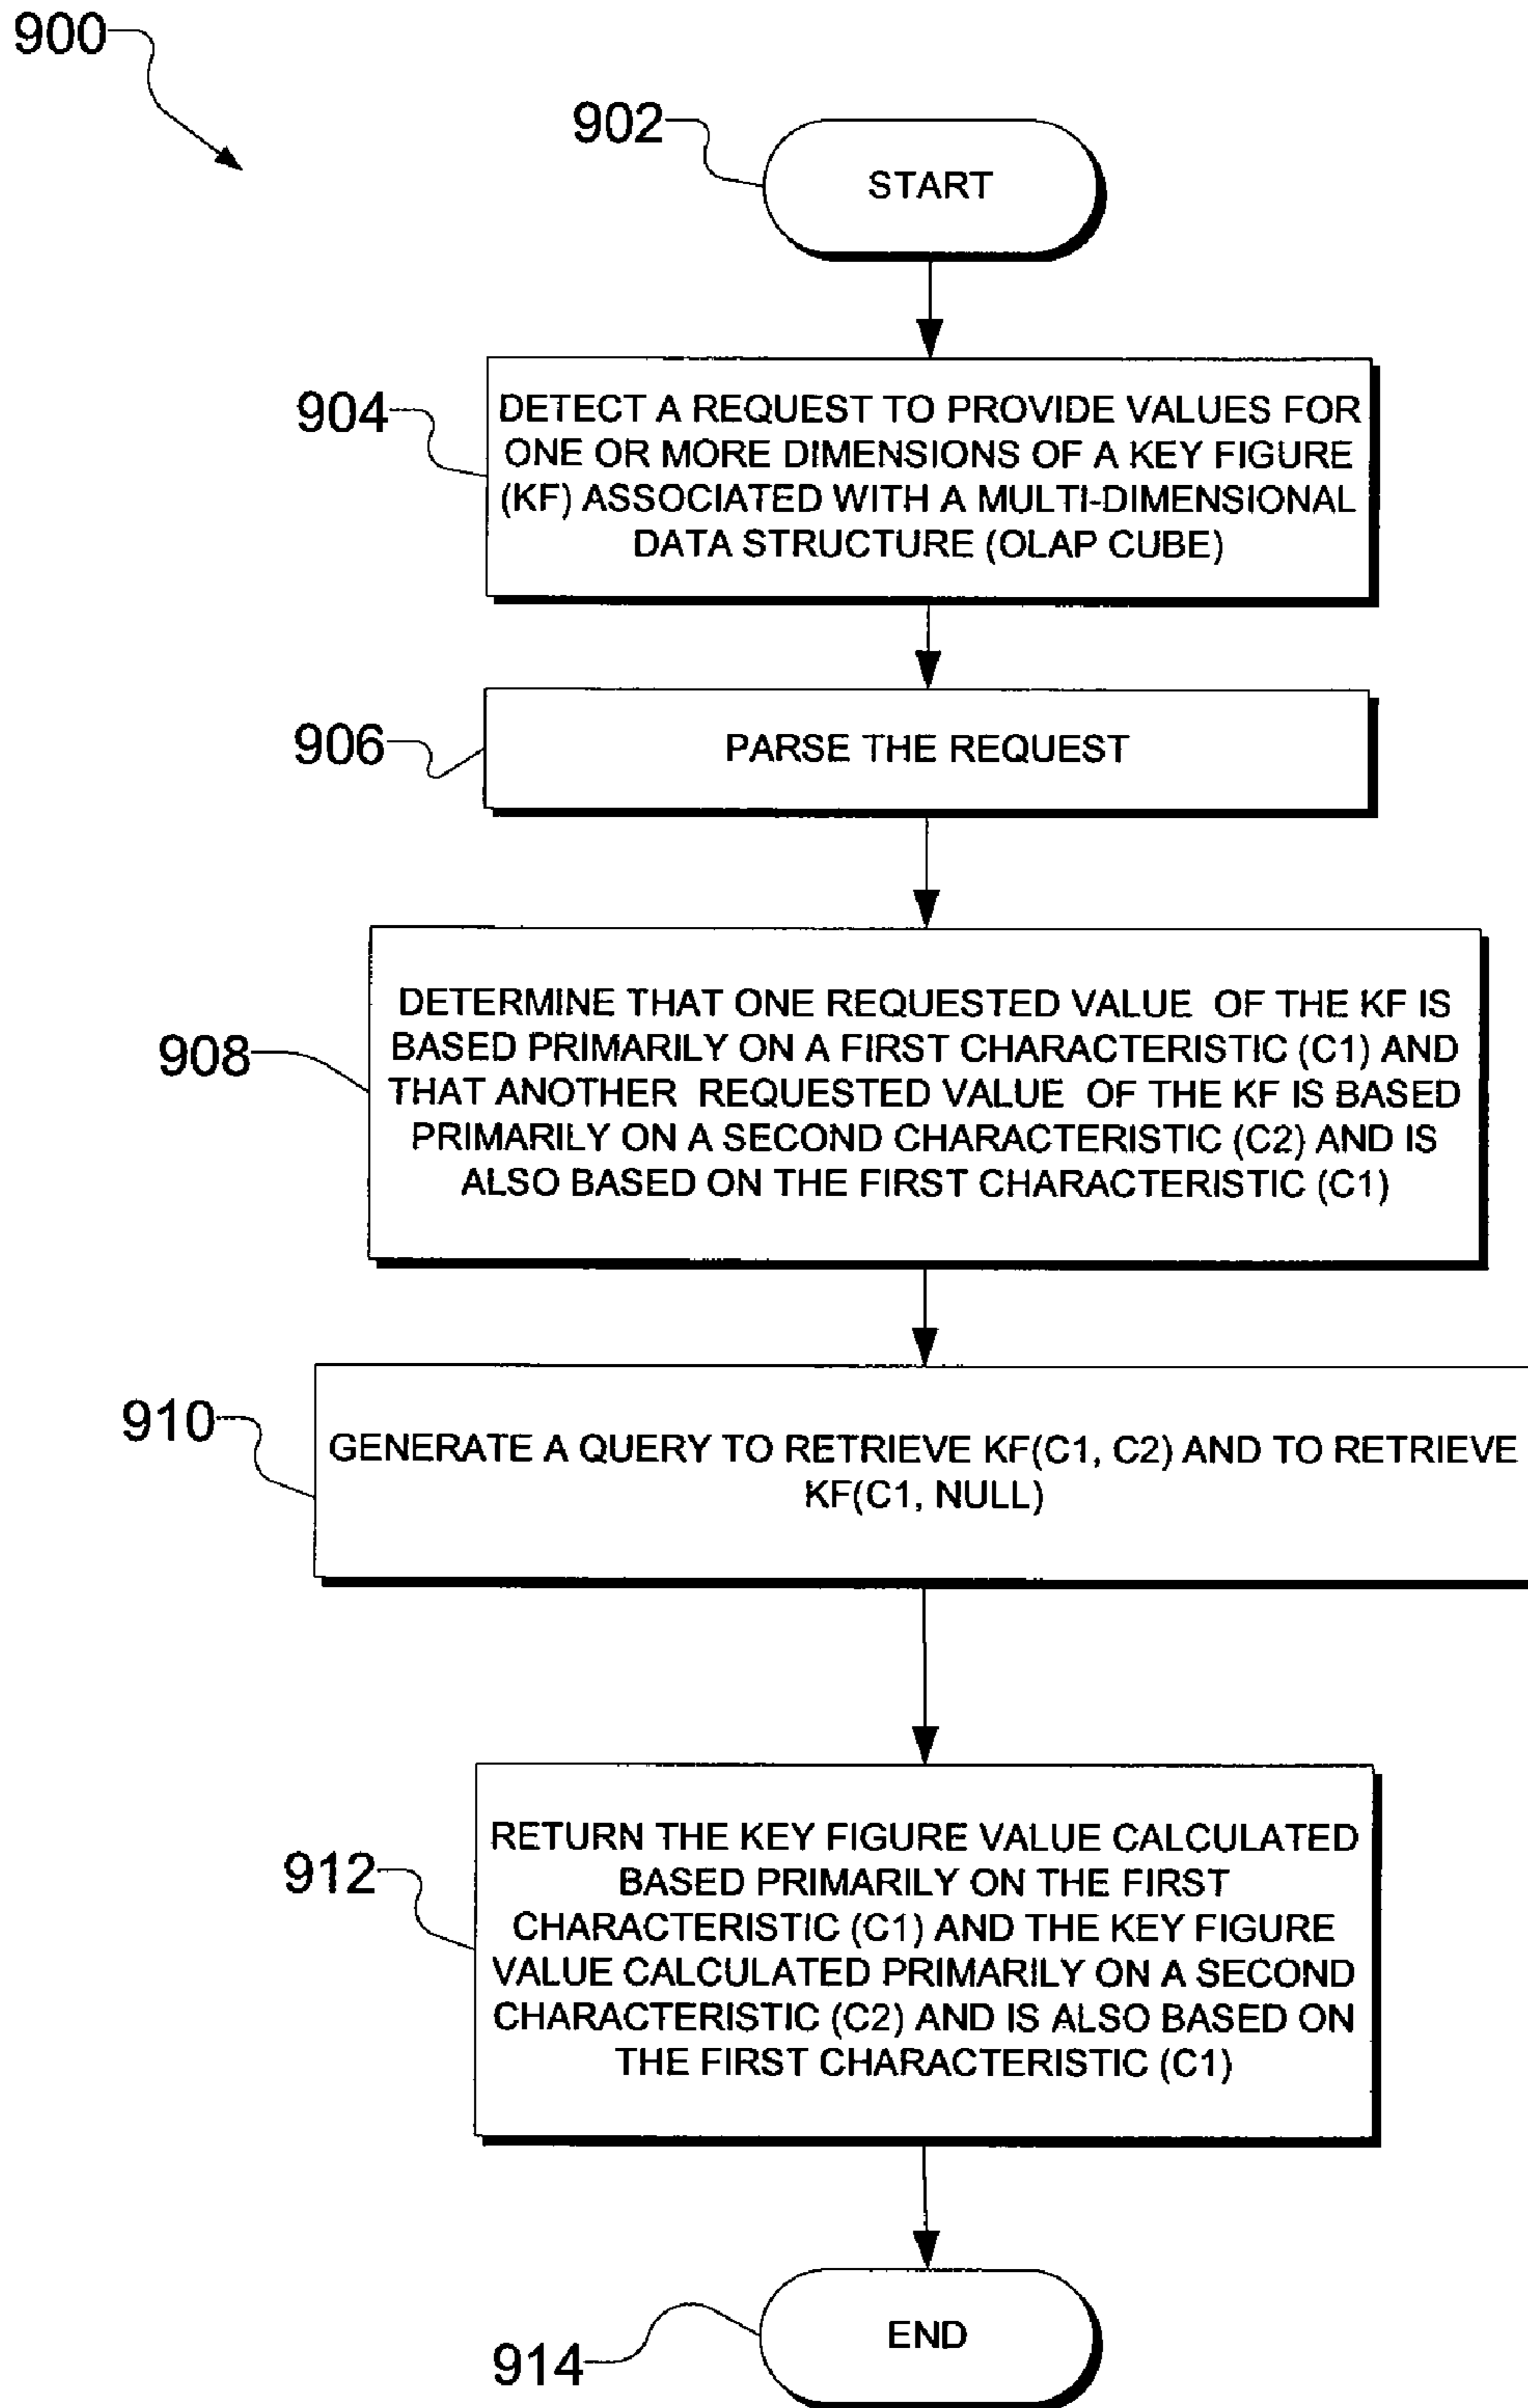 900
902
START
904
DETECT A REQUEST TO PROVIDE VALUES FOR
ONE OR MORE DIMENSIONS OF A KEY FIGURE
(KF) ASSOCIATED WITH A MULTI-DIMENSIONAL
DATA STRUCTURE (OLAP CUBE)
906
PARSE THE REQUEST
908
DETERMINE THAT ONE REQUESTED VALUE OF THE KF IS
BASED PRIMARILY ON A FIRST CHARACTERISTIC (C1) AND
THAT ANOTHER REQUESTED VALUE OF THE KF IS BASED
PRIMARILY ON A SECOND CHARACTERISTIC (C2) AND IS
ALSO BASED ON THE FIRST CHARACTERISTIC (C1)
910
GENERATE A QUERY TO RETRIEVE KF(C1, C2) AND TO RETRIEVE
KF(C1, NULL)
912
RETURN THE KEY FIGURE VALUE CALCULATED
BASED PRIMARILY ON THE FIRST
CHARACTERISTIC (C1) AND THE KEY FIGURE
VALUE CALCULATED PRIMARILY ON A SECOND
CHARACTERISTIC (C2) AND IS ALSO BASED ON
THE FIRST CHARACTERISTIC (C1)
914
END